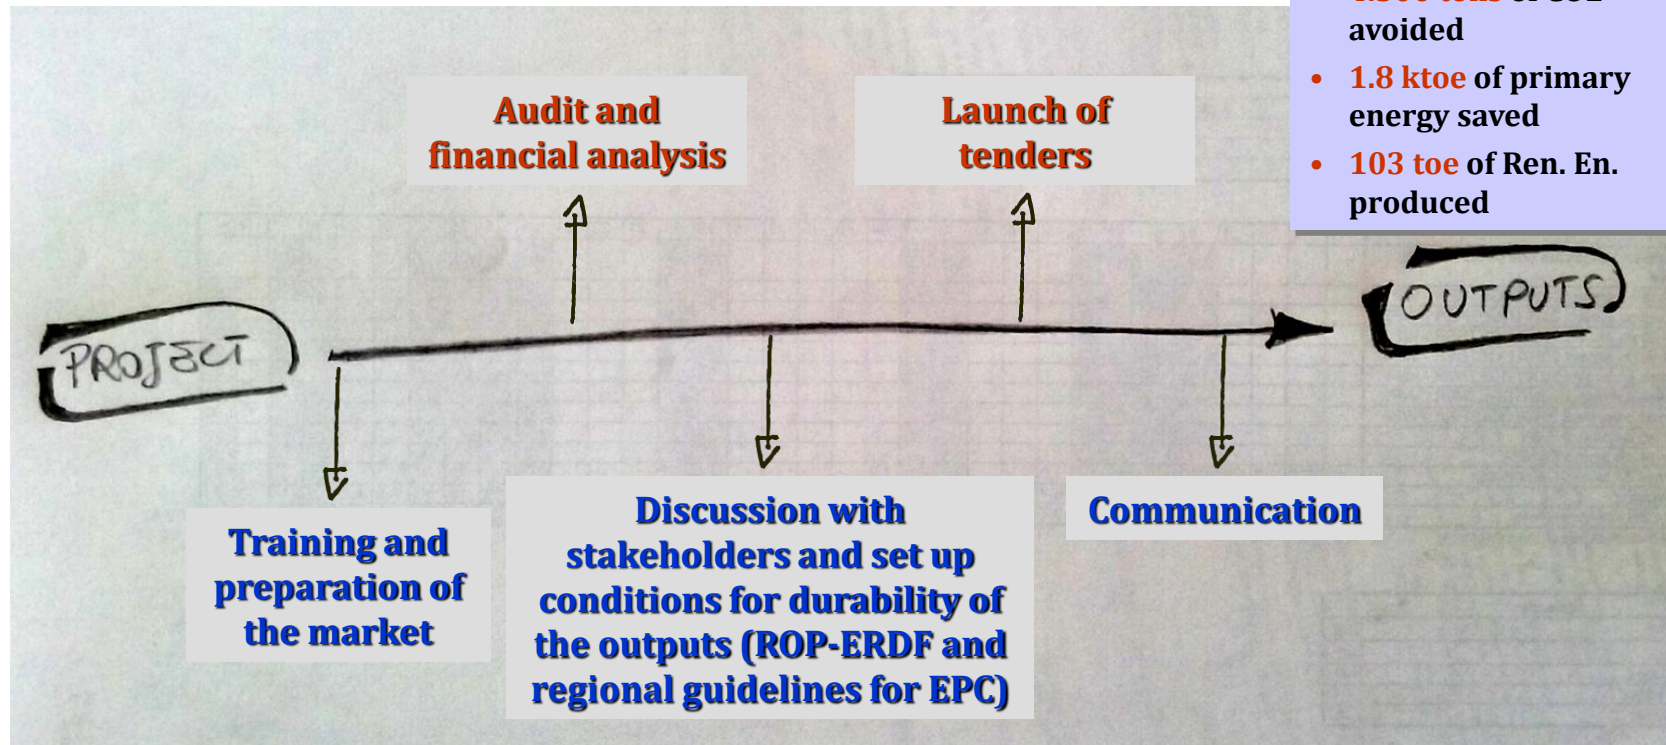 avoided
• 1.8 ktoe of primary
energy saved
• 103 toe of Ren. En.
produced
Audit and
financial analysis
Launch of
tenders
PROJECT
OUTPUTS
Training and
preparation of
the market
Discussion with
stakeholders and set up
conditions for durability of
the outputs (ROP-ERDF and
regional guidelines for EPC)
Communication